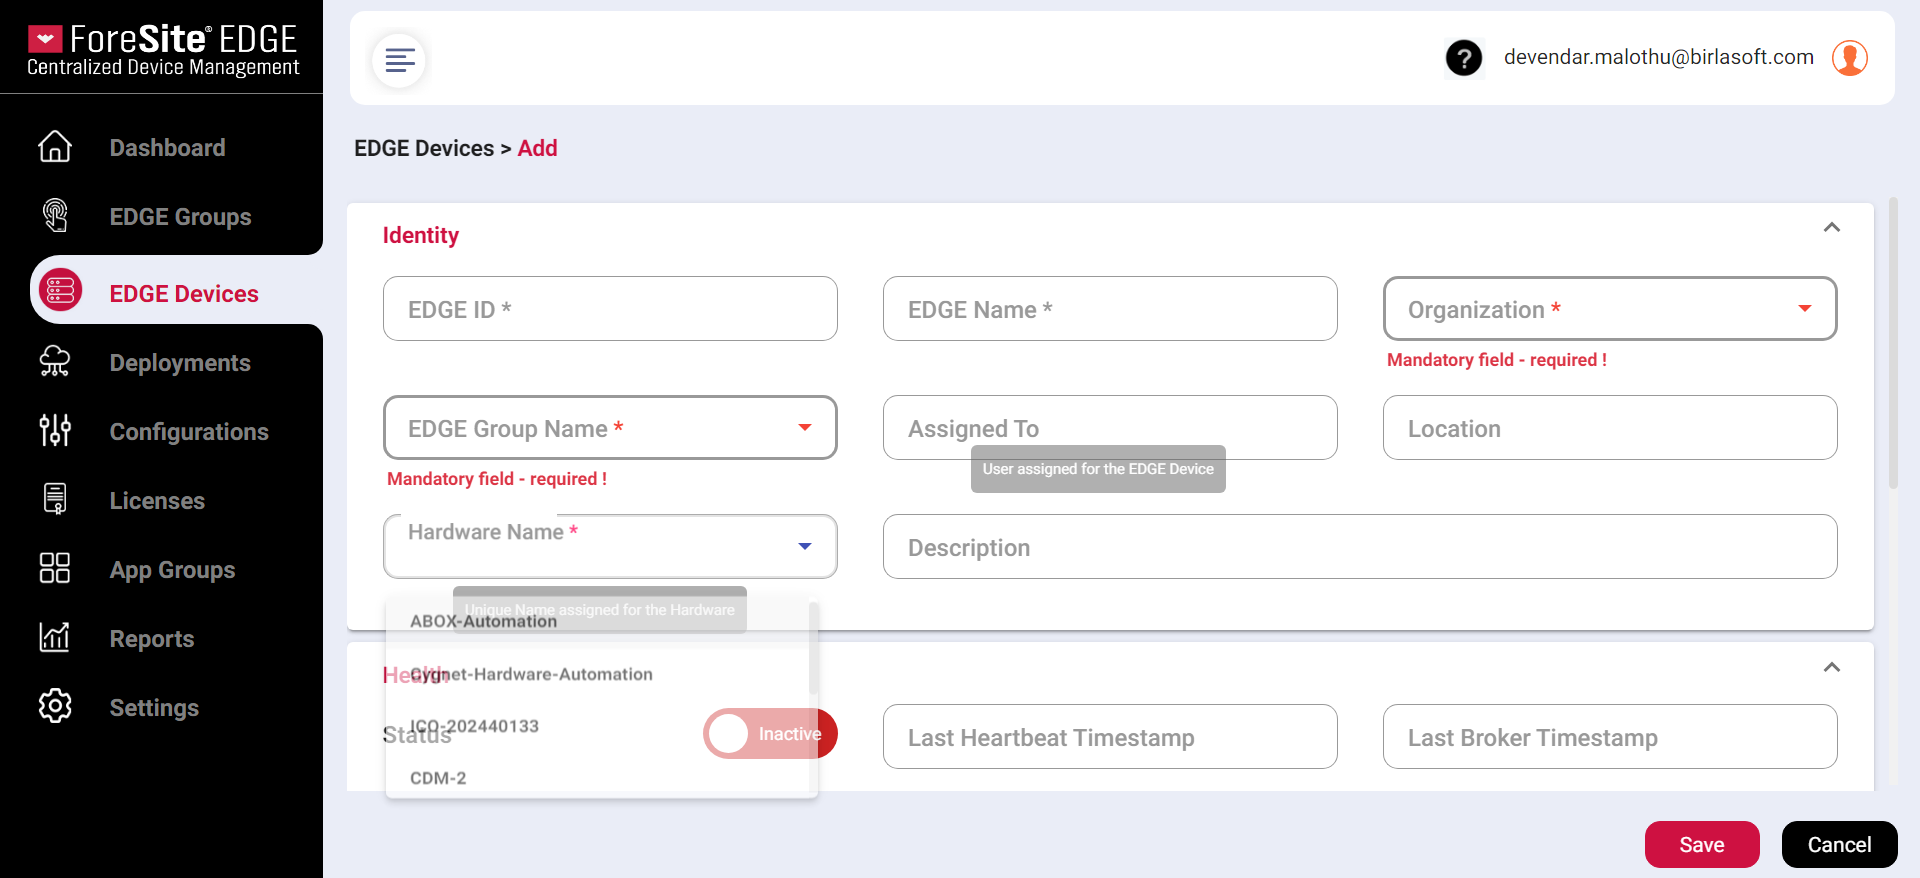 ForeSite® EDGE
Centralized Device Management
?
devendar.malothu@birlasoft.com
Dashboard
EDGE Groups
EDGE Devices
Deployments
Configurations
Licenses
App Groups
Reports
Settings
EDGE Devices > Add
Identity
EDGE ID *
EDGE Name *
Organization *
Mandatory field - required !
EDGE Group Name *
Assigned To
Location
Mandatory field - required !
User assigned for the EDGE Device
Hardware Name *
Description
Unique Name assigned for the Hardware
ABOX-Automation
Health
Cygnet-Hardware-Automation
ICO-202440133
Status
Inactive
Last Heartbeat Timestamp
Last Broker Timestamp
CDM-2
Save
Cancel